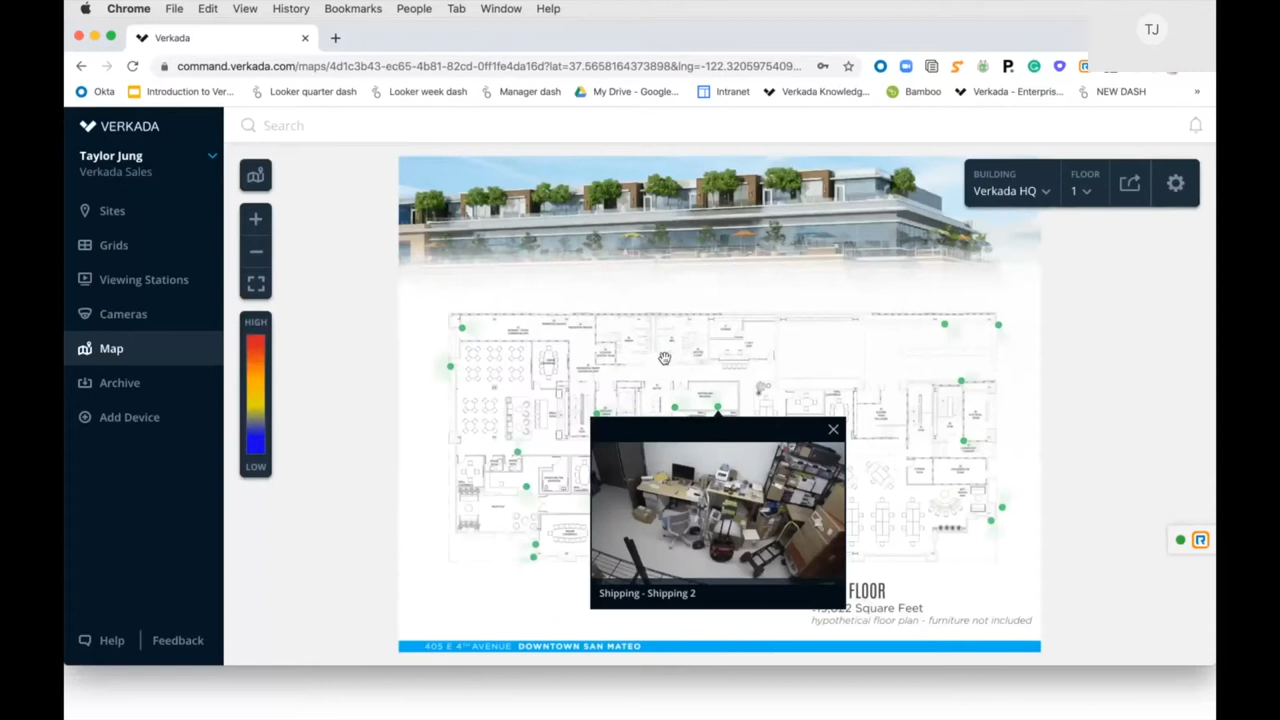 Chrome File Edit View History Bookmarks People Tab Window Help
TJ
Verkada
command.verkada.com/maps/4d1c3b43-ec65-4b81-82cd-0ff1fe4da16d?lat=37.5658164373898&lng=-122.3205975409...
Okta Introduction to Ver... Looker quarter dash Looker week dash Manager dash My Drive - Google... Intranet Verkada Knowledg... Bamboo Verkada - Enterpris... NEW DASH »
VERKADA
Search
Taylor Jung
Verkada Sales
BUILDING
Verkada HQ
FLOOR
1
Sites
Grids
Viewing Stations
Cameras
Map
Archive
Add Device
HIGH
LOW
Shipping - Shipping 2
FLOOR
Square Feet
hypothetical floor plan - furniture not included
405 E 4TH AVENUE DOWNTOWN SAN MATEO
Help Feedback